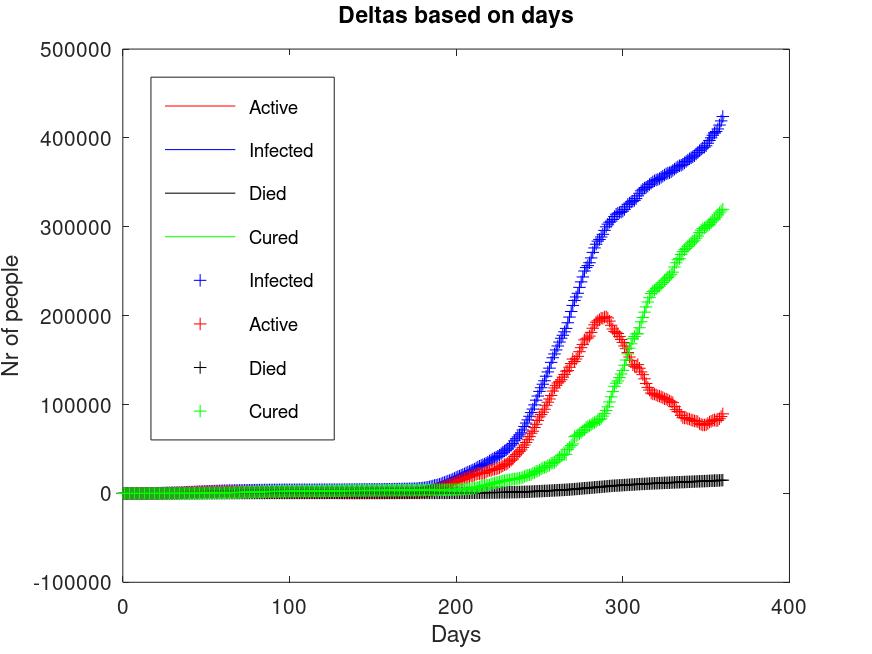 Deltas based on days
500000
400000
300000
200000
100000
0
-100000
Nr of people
Active
Infected
Died
Cured
Infected
Active
Died
Cured
0 100 200 300 400
Days